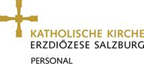 KATHOLISCHE KIRCHE
ERZDIÖZESE SALZBURG
PERSONAL